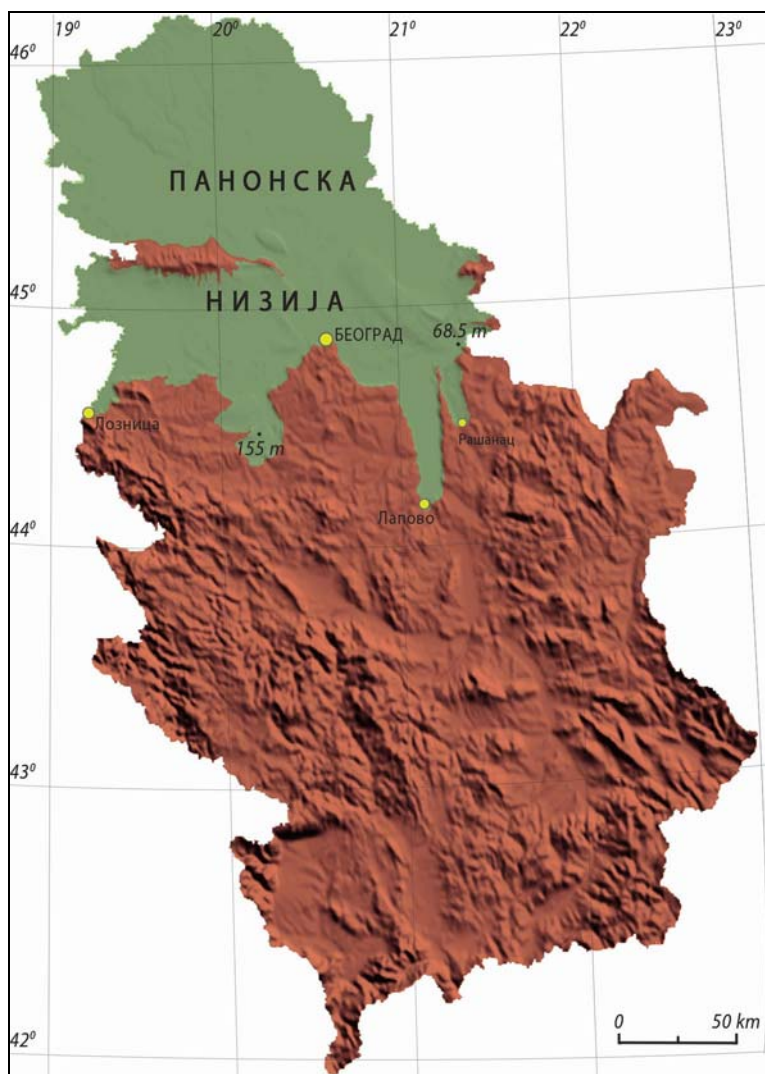 19⁰ 20⁰ 21⁰ 22⁰ 23⁰
46⁰
ПАНОНСКА
45⁰
НИЗИЈА
БЕОГРАД
68.5 m
Лозница
155 m
Рашанац
Лапово
44⁰
43⁰
42⁰
0 50 km